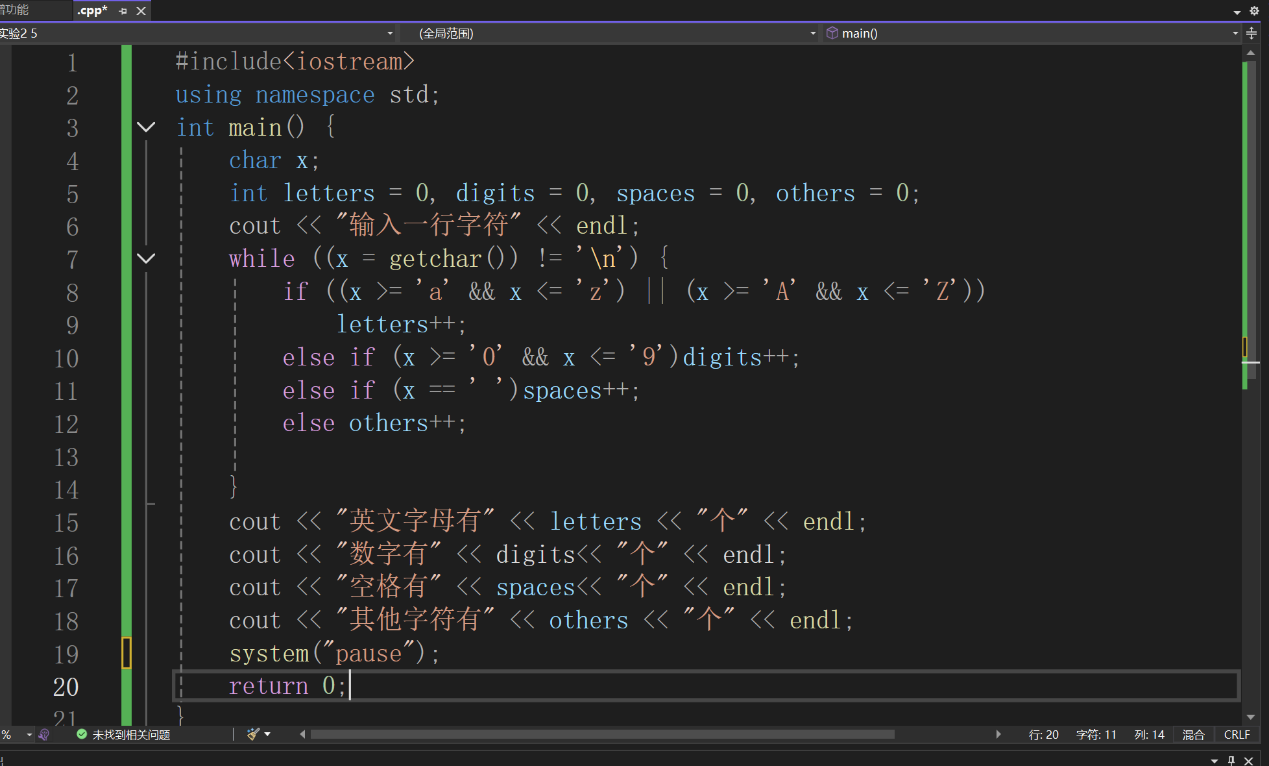 曾功能 .cpp*
实验2 5 (全局范围) main()
1 #include<iostream>
2 using namespace std;
3 int main() {
4 char x;
5 int letters = 0, digits = 0, spaces = 0, others = 0;
6 cout << "输入一行字符" << endl;
7 while ((x = getchar()) != '\n') {
8 if ((x >= 'a' && x <= 'z') || (x >= 'A' && x <= 'Z'))
9 letters++;
10 else if (x >= '0' && x <= '9')digits++;
11 else if (x == ' ')spaces++;
12 else others++;
13
14 }
15 cout << "英文字母有" << letters << "个" << endl;
16 cout << "数字有" << digits<< "个" << endl;
17 cout << "空格有" << spaces<< "个" << endl;
18 cout << "其他字符有" << others << "个" << endl;
19 system("pause");
20 return 0;
21 }
% 未找到相关问题 行: 20 字符: 11 列: 14 混合 CRLF